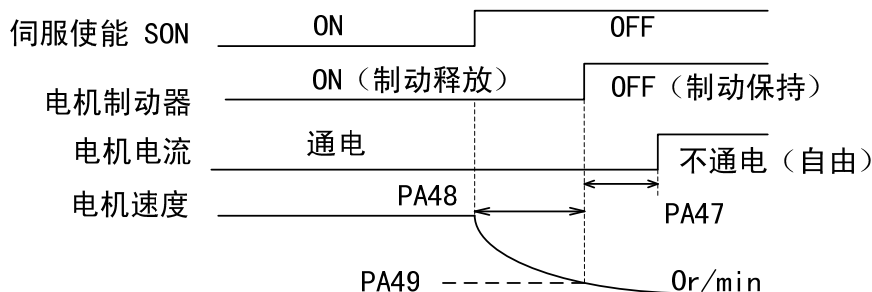 伺服使能 SON ON OFF
电机制动器 ON（制动释放） OFF（制动保持）
电机电流 通电 不通电（自由）
电机速度 PA48 PA47
PA49 0r/min